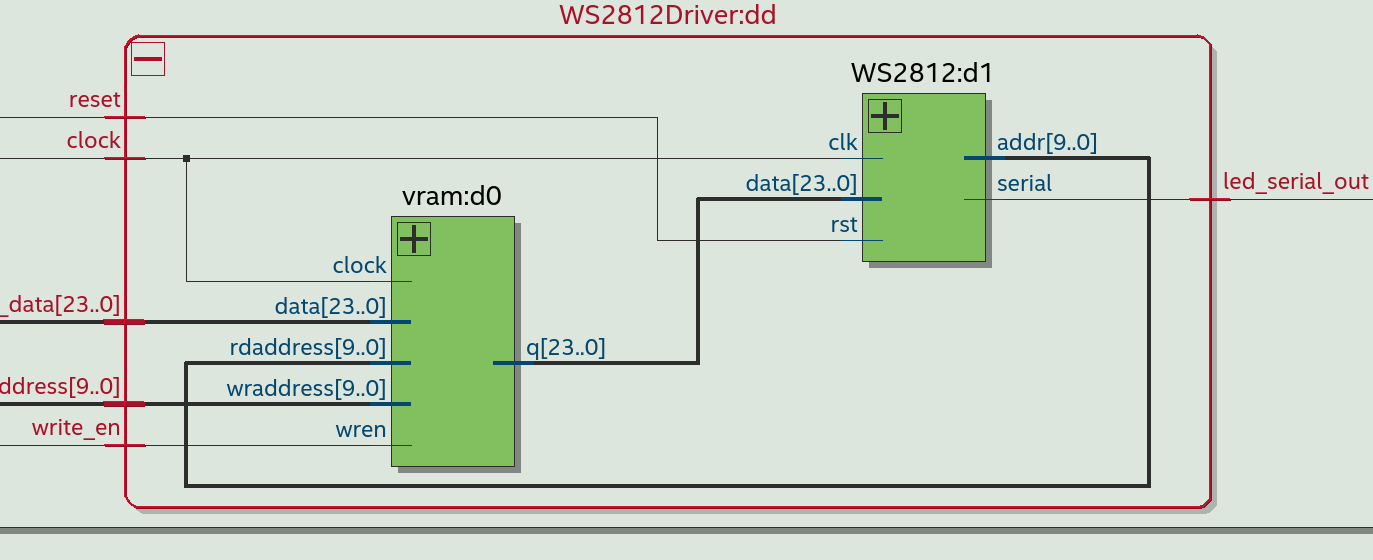 WS2812Driver:dd
WS2812:d1
reset
clock
clk
addr[9..0]
data[23..0]
serial
led_serial_out
rst
vram:d0
clock
_data[23..0]
data[23..0]
rdaddress[9..0]
q[23..0]
ddress[9..0]
wraddress[9..0]
write_en
wren